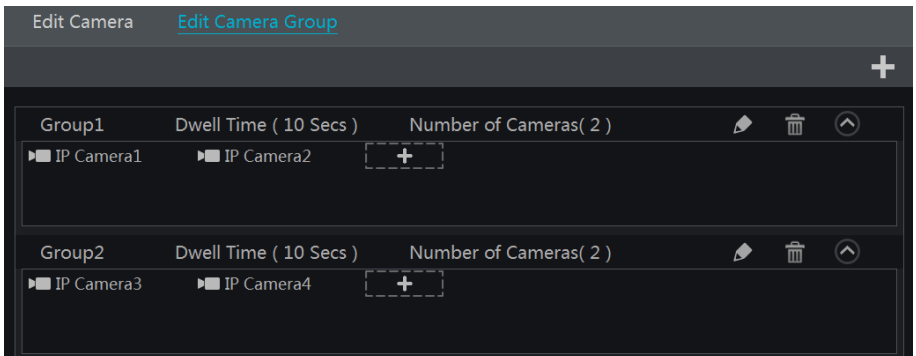 Edit Camera Edit Camera Group
Group1 Dwell Time ( 10 Secs ) Number of Cameras( 2 )
IP Camera1 IP Camera2
Group2 Dwell Time ( 10 Secs ) Number of Cameras( 2 )
IP Camera3 IP Camera4